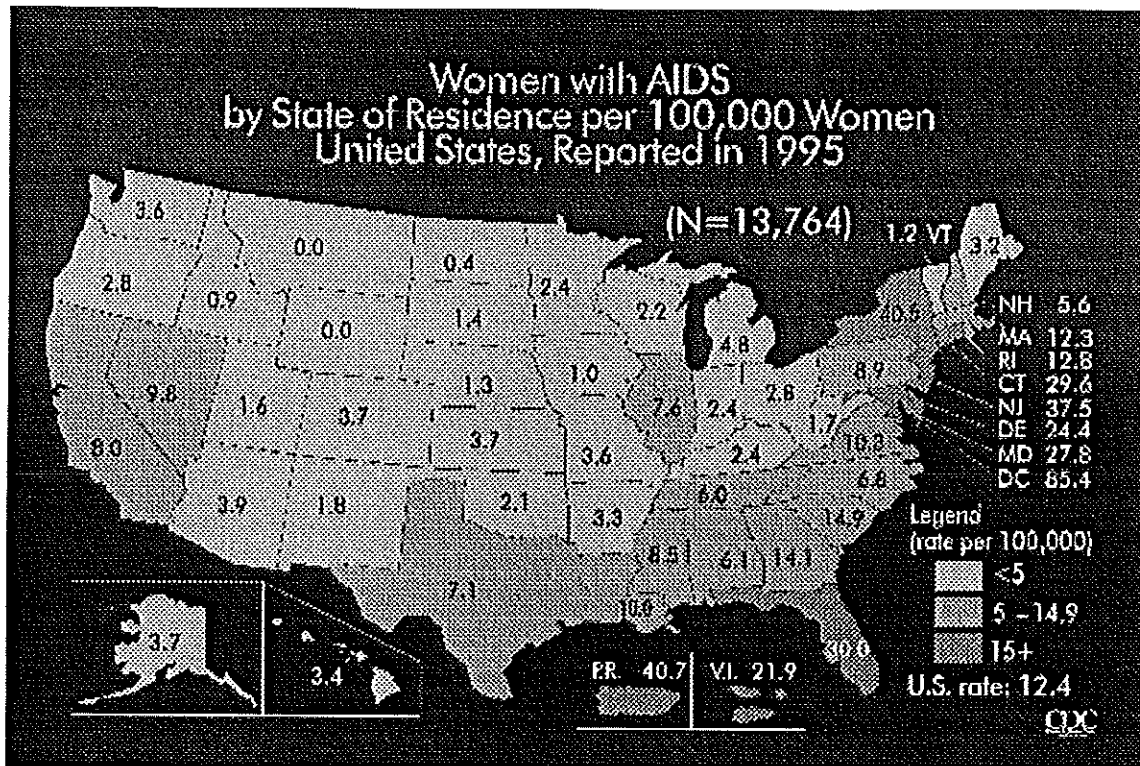 Women with AIDS
by State of Residence per 100,000 Women
United States, Reported in 1995
(N=13,764)
3.6
0.0
0.4
2.4
1.2 VT
3.2
2.8
0.9
0.0
1.4
2.2
4.8
40.5
NH 5.6
MA 12.3
RI 12.8
CT 29.6
NJ 37.5
DE 24.4
MD 27.8
DC 85.4
9.8
1.6
3.7
1.3
1.0
7.6
2.4
2.8
8.9
1.7
8.0
3.7
3.6
2.4
6.8
3.9
1.8
2.1
3.3
6.0
14.9
7.1
8.5
6.1
14.1
10.0
30.0
Legend
(rate per 100,000)
<5
5 –14.9
15+
U.S. rate: 12.4
3.7
3.4
P.R. 40.7
V.I. 21.9
CDC